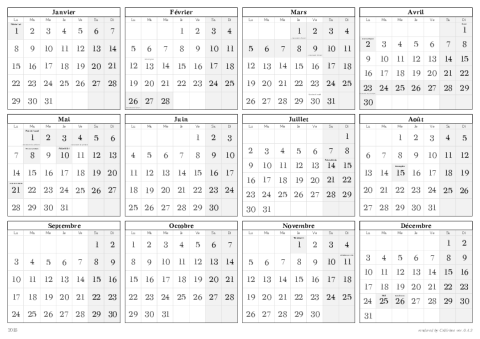 Janvier
Lu Ma Me Je Ve Sa Di
1 2 3 4 5 6 7
8 9 10 11 12 13 14
15 16 17 18 19 20 21
22 23 24 25 26 27 28
29 30 31
Février
Lu Ma Me Je Ve Sa Di
1 2 3 4
5 6 7 8 9 10 11
12 13 14 15 16 17 18
19 20 21 22 23 24 25
26 27 28
Mars
Lu Ma Me Je Ve Sa Di
1 2 3 4
5 6 7 8 9 10 11
12 13 14 15 16 17 18
19 20 21 22 23 24 25
26 27 28 29 30 31
Avril
Lu Ma Me Je Ve Sa Di
1
2 3 4 5 6 7 8
9 10 11 12 13 14 15
16 17 18 19 20 21 22
23 24 25 26 27 28 29
30
Mai
Lu Ma Me Je Ve Sa Di
1 2 3 4 5 6
7 8 9 10 11 12 13
14 15 16 17 18 19 20
21 22 23 24 25 26 27
28 29 30 31
Juin
Lu Ma Me Je Ve Sa Di
1 2 3
4 5 6 7 8 9 10
11 12 13 14 15 16 17
18 19 20 21 22 23 24
25 26 27 28 29 30
Juillet
Lu Ma Me Je Ve Sa Di
1
2 3 4 5 6 7 8
9 10 11 12 13 14 15
16 17 18 19 20 21 22
23 24 25 26 27 28 29
30 31
Août
Lu Ma Me Je Ve Sa Di
1 2 3 4 5
6 7 8 9 10 11 12
13 14 15 16 17 18 19
20 21 22 23 24 25 26
27 28 29 30 31
Septembre
Lu Ma Me Je Ve Sa Di
1 2
3 4 5 6 7 8 9
10 11 12 13 14 15 16
17 18 19 20 21 22 23
24 25 26 27 28 29 30
Octobre
Lu Ma Me Je Ve Sa Di
1 2 3 4 5 6 7
8 9 10 11 12 13 14
15 16 17 18 19 20 21
22 23 24 25 26 27 28
29 30 31
Novembre
Lu Ma Me Je Ve Sa Di
1 2 3 4
5 6 7 8 9 10 11
12 13 14 15 16 17 18
19 20 21 22 23 24 25
26 27 28 29 30
Décembre
Lu Ma Me Je Ve Sa Di
1 2
3 4 5 6 7 8 9
10 11 12 13 14 15 16
17 18 19 20 21 22 23
24 25 26 27 28 29 30
31
2018